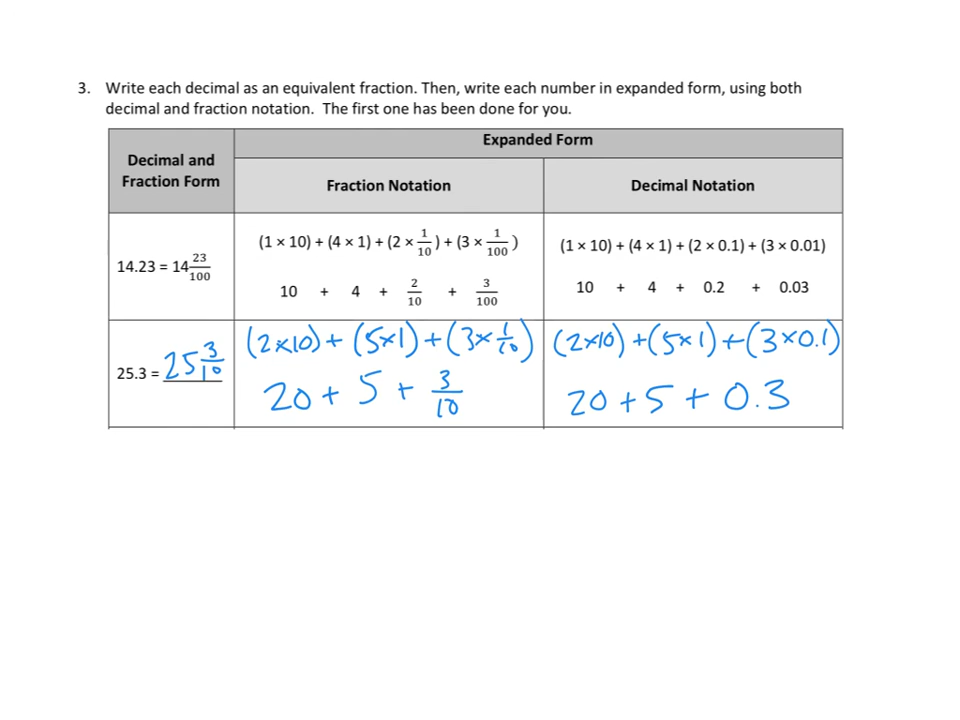 3. Write each decimal as an equivalent fraction. Then, write each number in expanded form, using both
decimal and fraction notation. The first one has been done for you.
Decimal and
Fraction Form
Expanded Form
Fraction Notation
Decimal Notation
14.23 = 14 23/100
(1 × 10) + (4 × 1) + (2 × 1/10) + (3 × 1/100)
10 + 4 + 2/10 + 3/100
(1 × 10) + (4 × 1) + (2 × 0.1) + (3 × 0.01)
10 + 4 + 0.2 + 0.03
25.3 = 25 3/10
(2×10) + (5×1) + (3× 1/10)
20 + 5 + 3/10
(2×10) + (5×1) + (3×0.1)
20 + 5 + 0.3